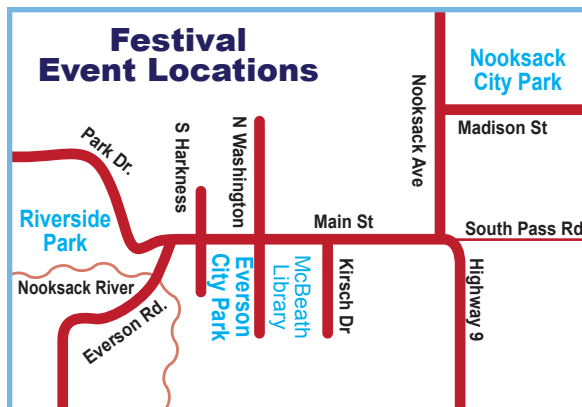 Festival
Event Locations
Nooksack
City Park
Nooksack Ave
Madison St
Park Dr.
S Harkness
N Washington
Riverside
Park
Main St
South Pass Rd
Nooksack River
Everson Rd.
Everson
City Park
McBeath
Library
Kirsch Dr
Highway 9